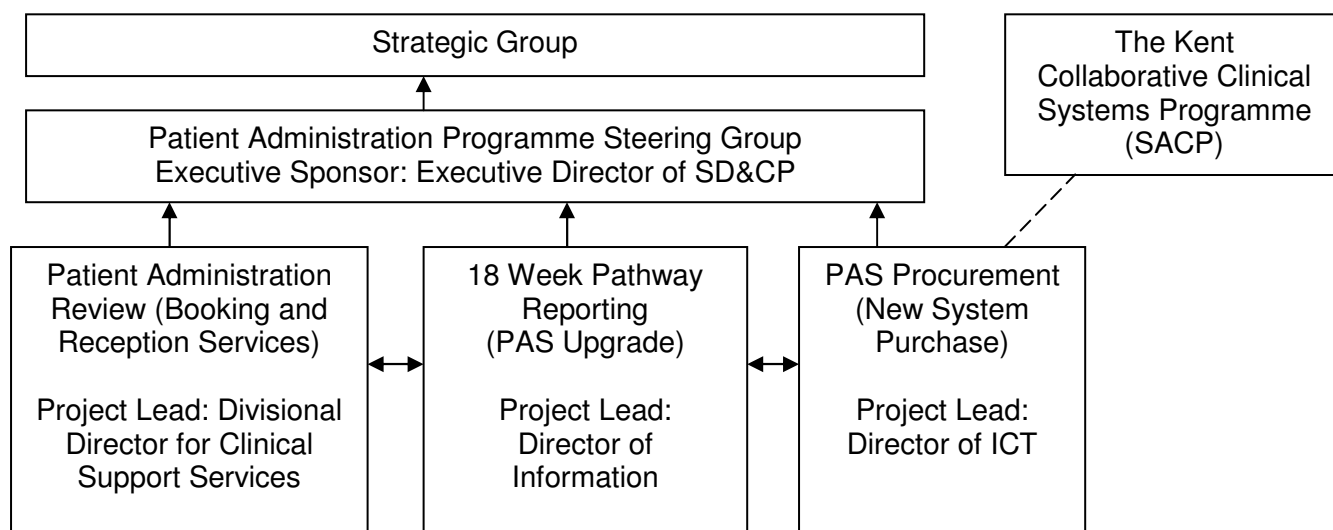 Strategic Group
The Kent
Collaborative Clinical
Systems Programme
(SACP)
Patient Administration Programme Steering Group
Executive Sponsor: Executive Director of SD&CP
Patient Administration
Review (Booking and
Reception Services)
Project Lead: Divisional
Director for Clinical
Support Services
18 Week Pathway
Reporting
(PAS Upgrade)
Project Lead:
Director of
Information
PAS Procurement
(New System
Purchase)
Project Lead:
Director of ICT